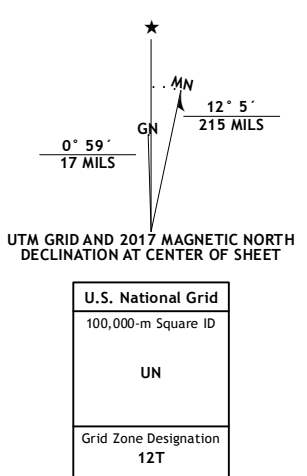 ★
MN
GN
12° 5´
215 MILS
0° 59´
17 MILS
UTM GRID AND 2017 MAGNETIC NORTH
DECLINATION AT CENTER OF SHEET
U.S. National Grid
100,000-m Square ID
UN
Grid Zone Designation
12T